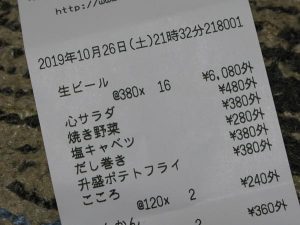 http://
2019年10月26日(土)21時32分218001
生ビール
@380x 16 ¥6,080外
心サラダ ¥480外
焼き野菜 ¥380外
塩キャベツ ¥280外
だし巻き ¥380外
升盛ポテトフライ ¥380外
こころ
@120x 2 ¥240外
2 ¥360外